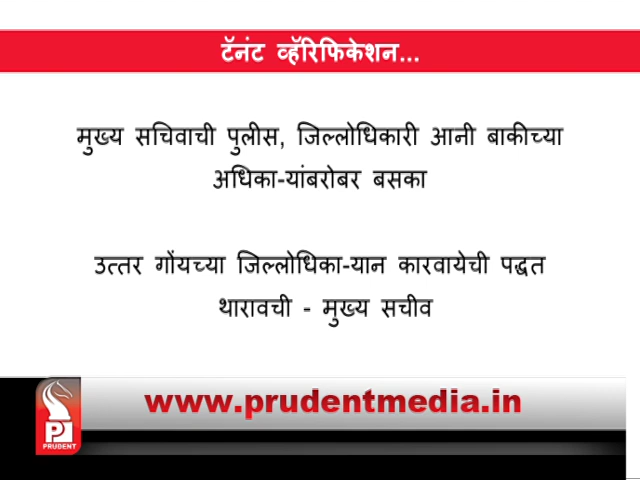 टॅनंट व्हॅरिफिकेशन...
मुख्य सचिवाची पुलीस, जिल्लोधिकारी आनी बाकीच्या
अधिका-यांबरोबर बसका
उत्तर गोंयच्या जिल्लोधिका-यान कारवायेची पद्धत
थारावची - मुख्य सचीव
www.prudentmedia.in
P
PRUDENT